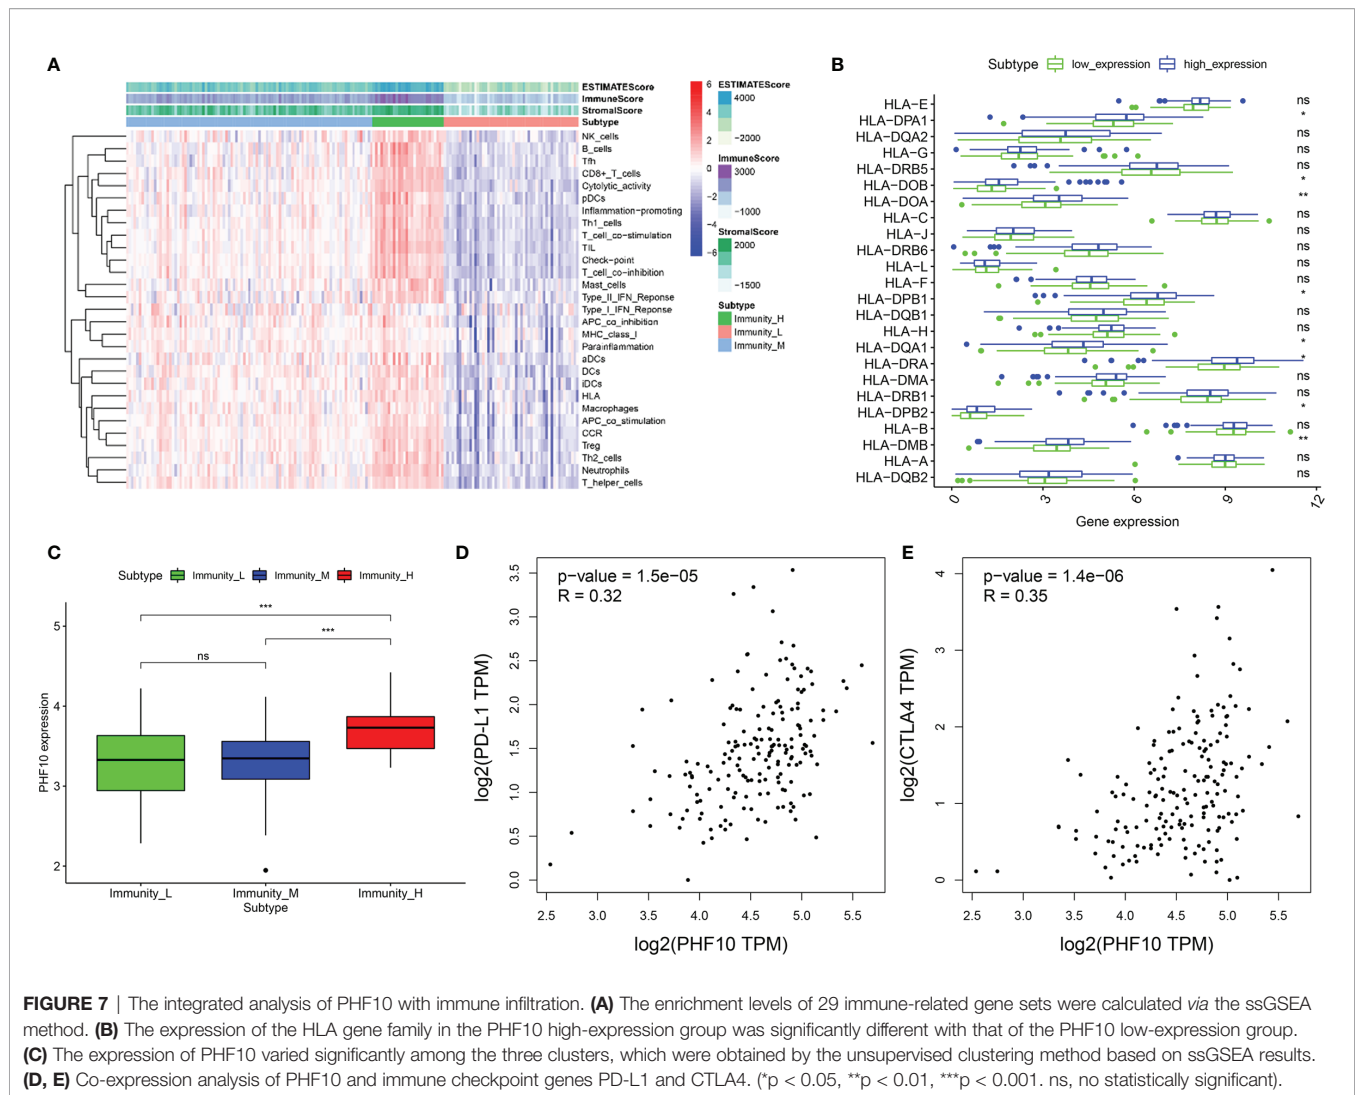 A
ESTIMATEScore
ImmuneScore
StromalScore
Subtype
NK_cells
B_cells
Tfh
CD8+_T_cells
Cytolytic_activity
pDCs
Inflammation-promoting
Th1_cells
T_cell_co-stimulation
TIL
Check-point
T_cell_co-inhibition
Mast_cells
Type_II_IFN_Reponse
Type_I_IFN_Reponse
APC_co_inhibition
MHC_class_I
Parainflammation
aDCs
DCs
iDCs
HLA
Macrophages
APC_co_stimulation
CCR
Treg
Th2_cells
Neutrophils
T_helper_cells
6
4
2
0
−2
−4
−6
ESTIMATEScore
4000
−2000
ImmuneScore
3000
−1000
StromalScore
2000
−1500
Subtype
Immunity_H
Immunity_L
Immunity_M
B
Subtype low_expression high_expression
HLA−E ns
HLA−DPA1 *
HLA−DQA2 ns
HLA−G ns
HLA−DRB5 ns
HLA−DOB *
HLA−DOA **
HLA−C ns
HLA−J ns
HLA−DRB6 ns
HLA−L ns
HLA−F ns
HLA−DPB1 *
HLA−DQB1 ns
HLA−H ns
HLA−DQA1 *
HLA−DRA *
HLA−DMA ns
HLA−DRB1 ns
HLA−DPB2 *
HLA−B ns
HLA−DMB **
HLA−A ns
HLA−DQB2 ns
0 3 6 9 12
Gene expression
C
Subtype Immunity_L Immunity_M Immunity_H
PHF10 expression
5
4
3
2
***
***
ns
Immunity_L Immunity_M Immunity_H
Subtype
D
p−value = 1.5e−05
R = 0.32
log2(PD−L1 TPM)
3.5
3.0
2.5
2.0
1.5
1.0
0.5
0.0
2.5 3.0 3.5 4.0 4.5 5.0 5.5
log2(PHF10 TPM)
E
p−value = 1.4e−06
R = 0.35
log2(CTLA4 TPM)
4
3
2
1
0
2.5 3.0 3.5 4.0 4.5 5.0 5.5
log2(PHF10 TPM)
FIGURE 7 | The integrated analysis of PHF10 with immune infiltration. (A) The enrichment levels of 29 immune-related gene sets were calculated via the ssGSEA
method. (B) The expression of the HLA gene family in the PHF10 high-expression group was significantly different with that of the PHF10 low-expression group.
(C) The expression of PHF10 varied significantly among the three clusters, which were obtained by the unsupervised clustering method based on ssGSEA results.
(D, E) Co-expression analysis of PHF10 and immune checkpoint genes PD-L1 and CTLA4. (*p < 0.05, **p < 0.01, ***p < 0.001. ns, no statistically significant).